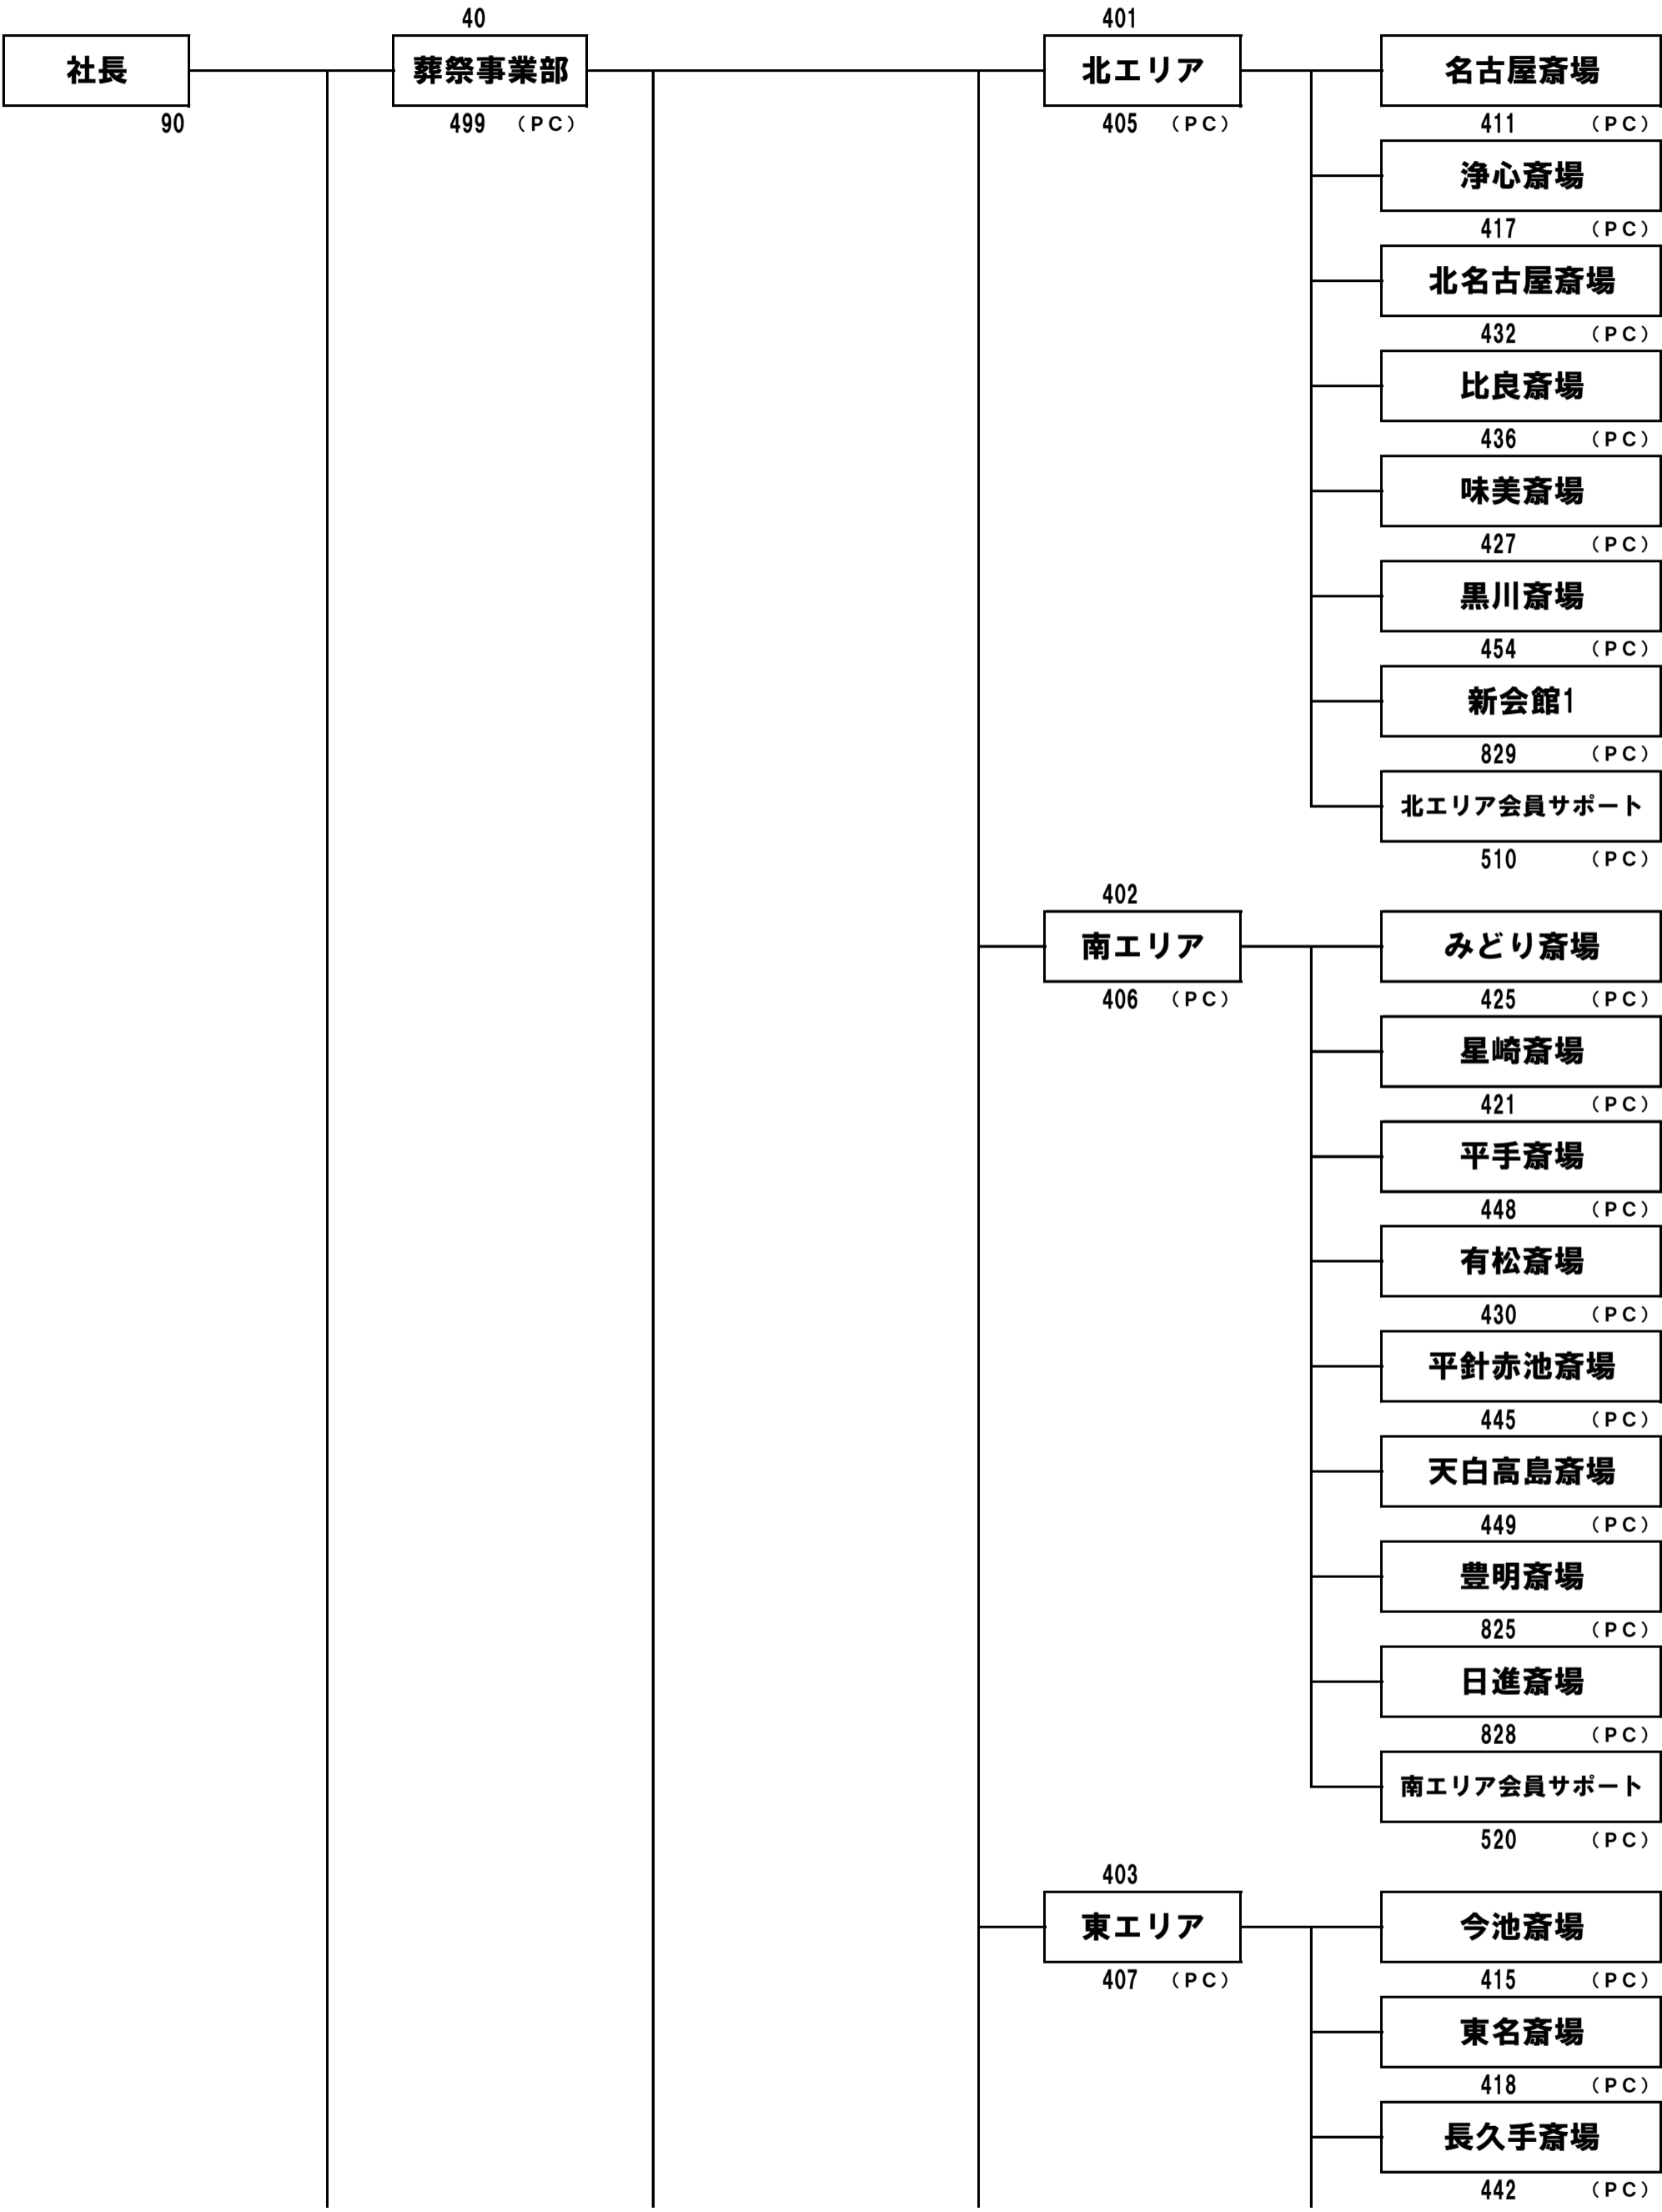 40 401
社長 葬祭事業部 北エリア 名古屋斎場
90 499 （PC） 405 （PC） 411 （PC）
浄心斎場
417 （PC）
北名古屋斎場
432 （PC）
比良斎場
436 （PC）
味美斎場
427 （PC）
黒川斎場
454 （PC）
新会館1
829 （PC）
北エリア会員サポート
510 （PC）
402
南エリア みどり斎場
406 （PC） 425 （PC）
星崎斎場
421 （PC）
平手斎場
448 （PC）
有松斎場
430 （PC）
平針赤池斎場
445 （PC）
天白高島斎場
449 （PC）
豊明斎場
825 （PC）
日進斎場
828 （PC）
南エリア会員サポート
520 （PC）
403
東エリア 今池斎場
407 （PC） 415 （PC）
東名斎場
418 （PC）
長久手斎場
442 （PC）